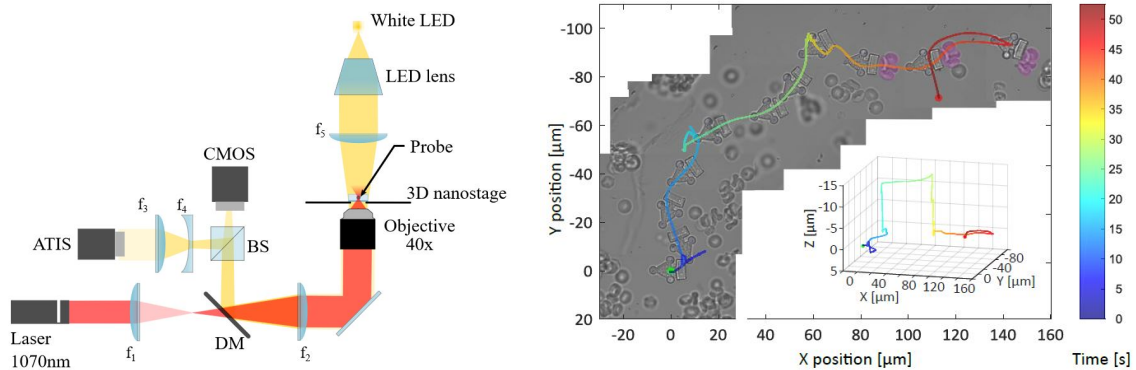 White LED
LED lens
f5
Probe
CMOS
3D nanostage
f3
f4
Objective
40x
ATIS
BS
Laser
1070nm
f1
DM
f2
-100
-80
-60
-40
-20
0
20
Y position [µm]
-20
0
20
40
60
80
100
120
140
160
X position [µm]
-15
-10
-5
0
5
Z [µm]
0
40
80
120
160
X [µm]
-80
-40
0
Y [µm]
50
45
40
35
30
25
20
15
10
5
0
Time [s]